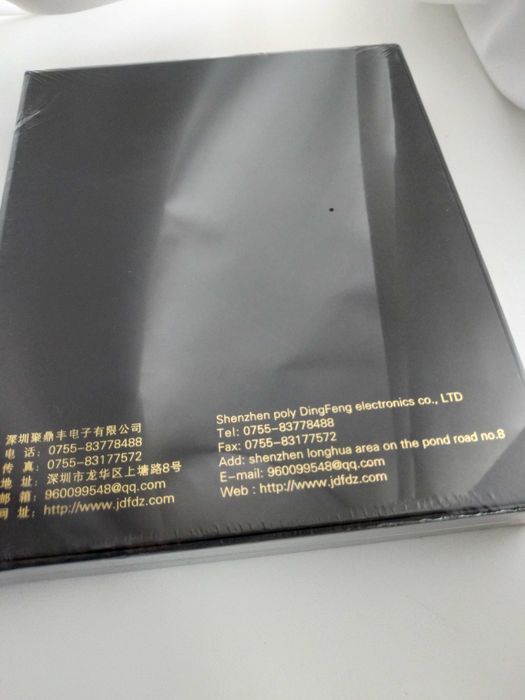 深圳聚鼎丰电子有限公司
电 话: 0755-83778488
传 真: 0755-83177572
地 址: 深圳市龙华区上塘路8号
邮 箱: 960099548@qq.com
网 址: http://www.jdfdz.com
Shenzhen poly DingFeng electronics co., LTD
Tel: 0755-83778488
Fax: 0755-83177572
Add: shenzhen longhua area on the pond road no.8
E-mail: 960099548@qq.com
Web : http://www.jdfdz.com